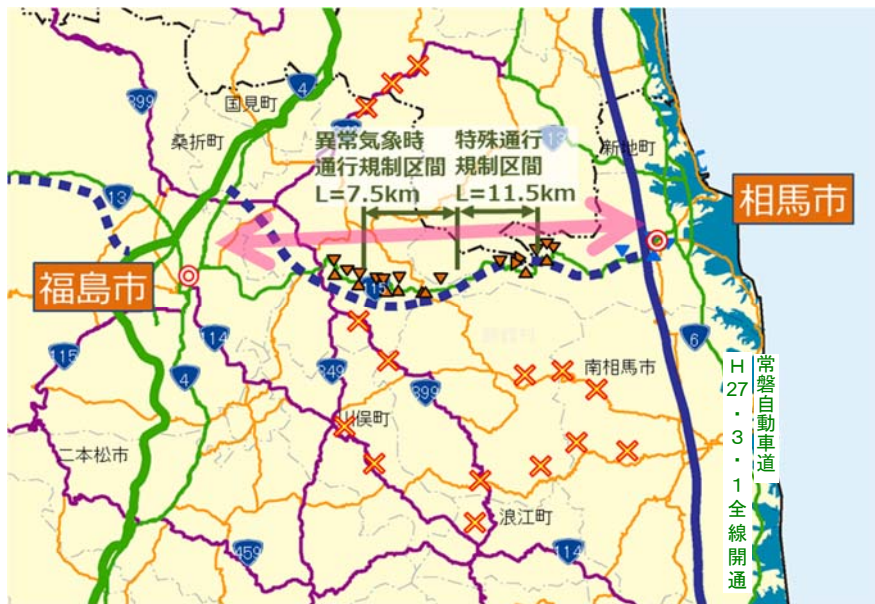 399
4
国見町
桑折町
異常気象時
通行規制区間
L=7.5km
特殊通行
規制区間
L=11.5km
新地町
13
相馬市
福島市
115
114
349
399
南相馬市
6
115
4
川俣町
二本松市
浪江町
459
114
常磐自動車道
H27・3・1全線開通